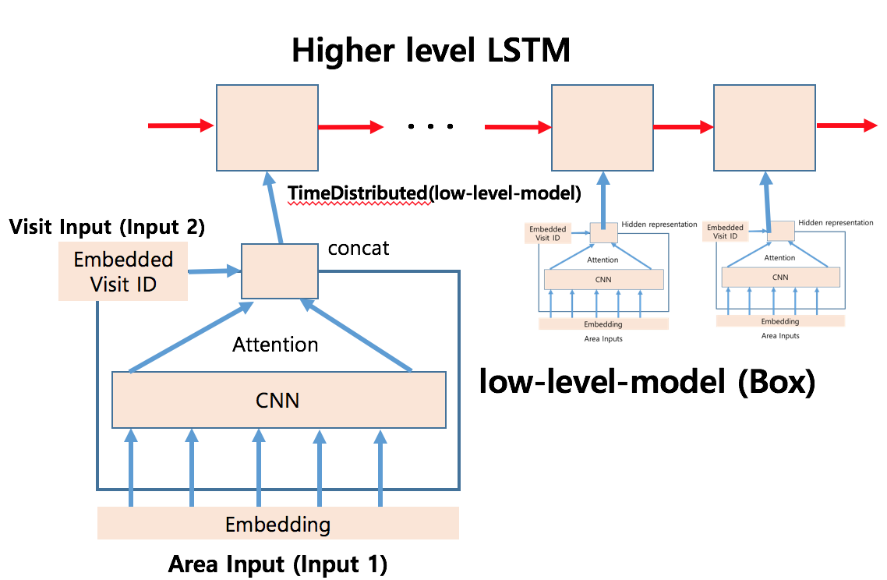 Higher level LSTM
. . .
TimeDistributed(low-level-model)
Visit Input (Input 2)
Embedded
Visit ID
concat
Attention
CNN
Embedding
Area Input (Input 1)
Embedded
Visit ID
Hidden representation
Attention
CNN
Embedding
Area Inputs
Embedded
Visit ID
Hidden representation
Attention
CNN
Embedding
Area Inputs
low-level-model (Box)